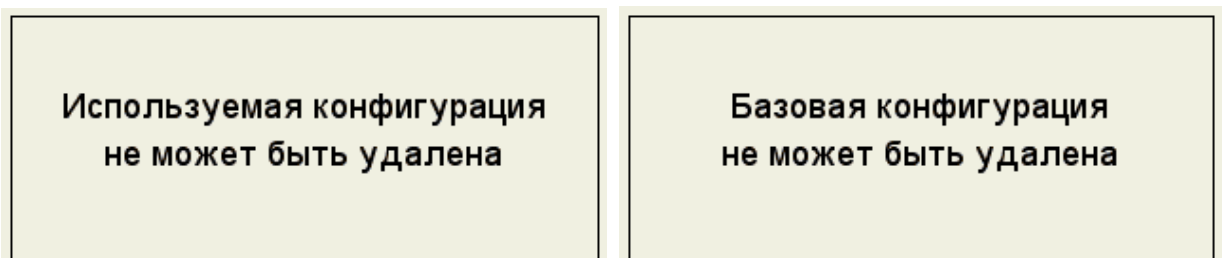 Используемая конфигурация
не может быть удалена
Базовая конфигурация
не может быть удалена